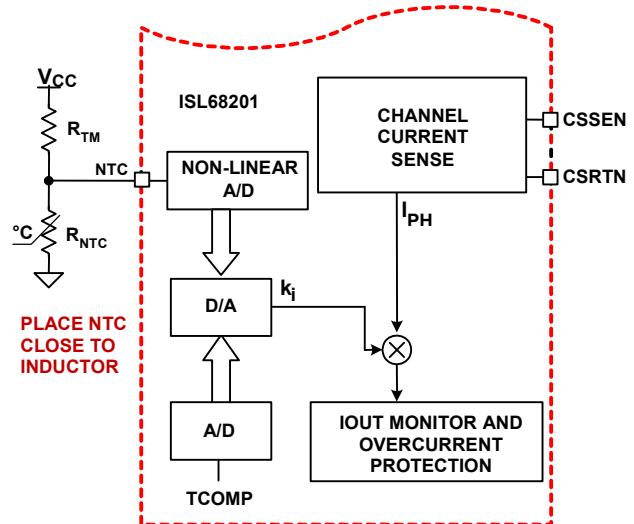 VCC
RTM
NTC
°C
RNTC
PLACE NTC
CLOSE TO
INDUCTOR
ISL68201
NON-LINEAR
A/D
D/A
ki
A/D
TCOMP
CHANNEL
CURRENT
SENSE
CSSEN
CSRTN
IPH
IOUT MONITOR AND
OVERCURRENT
PROTECTION